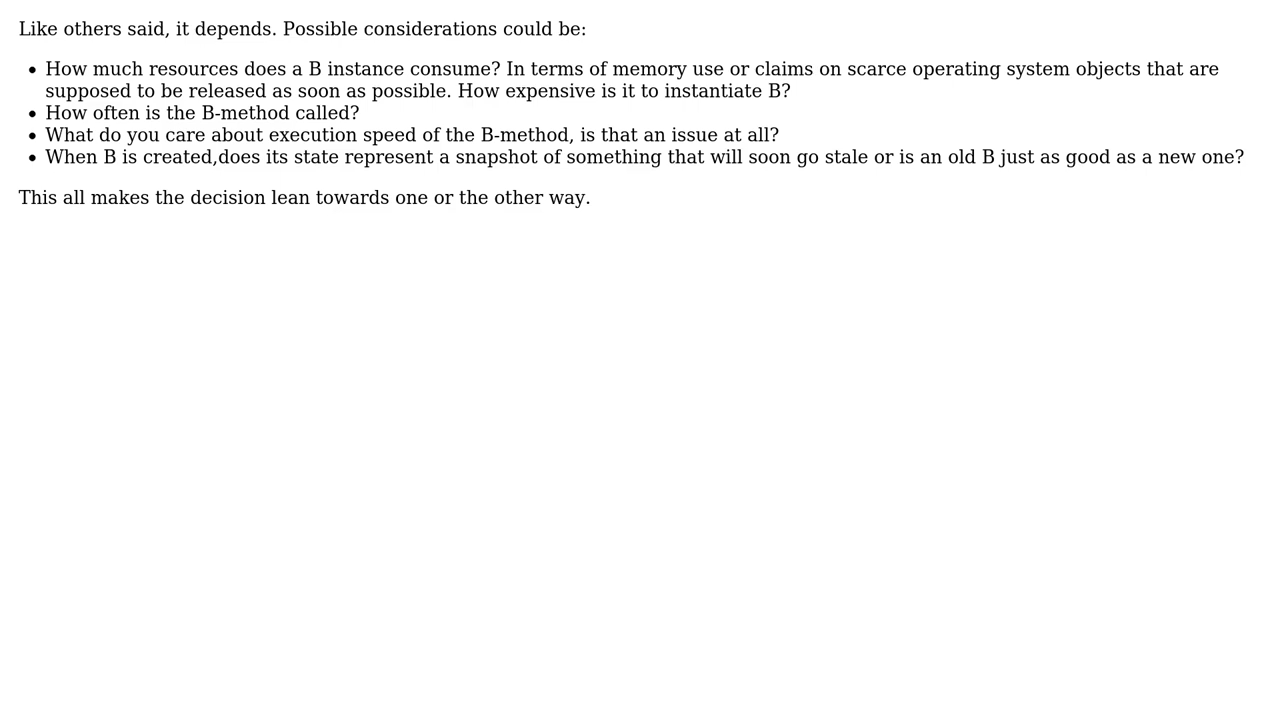 Like others said, it depends. Possible considerations could be:
• How much resources does a B instance consume? In terms of memory use or claims on scarce operating system objects that are
supposed to be released as soon as possible. How expensive is it to instantiate B?
• How often is the B-method called?
• What do you care about execution speed of the B-method, is that an issue at all?
• When B is created,does its state represent a snapshot of something that will soon go stale or is an old B just as good as a new one?
This all makes the decision lean towards one or the other way.